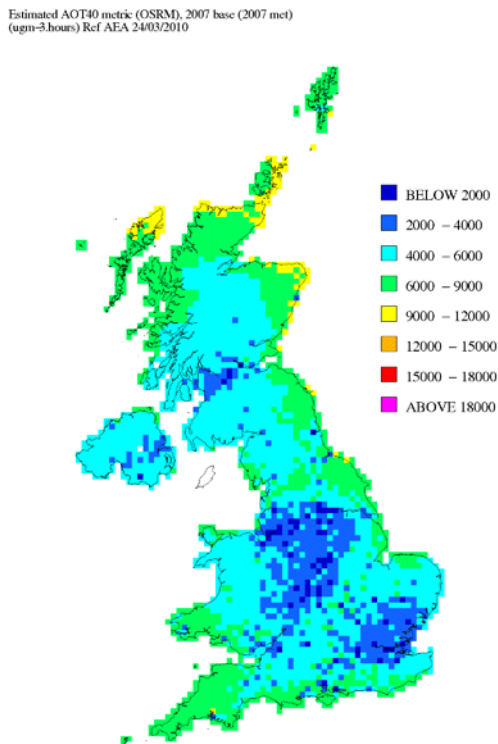 Estimated AOT40 metric (OSRM), 2007 base (2007 met)
(ugm-3.hours) Ref AEA 24/03/2010
BELOW 2000
2000 - 4000
4000 - 6000
6000 - 9000
9000 - 12000
12000 - 15000
15000 - 18000
ABOVE 18000